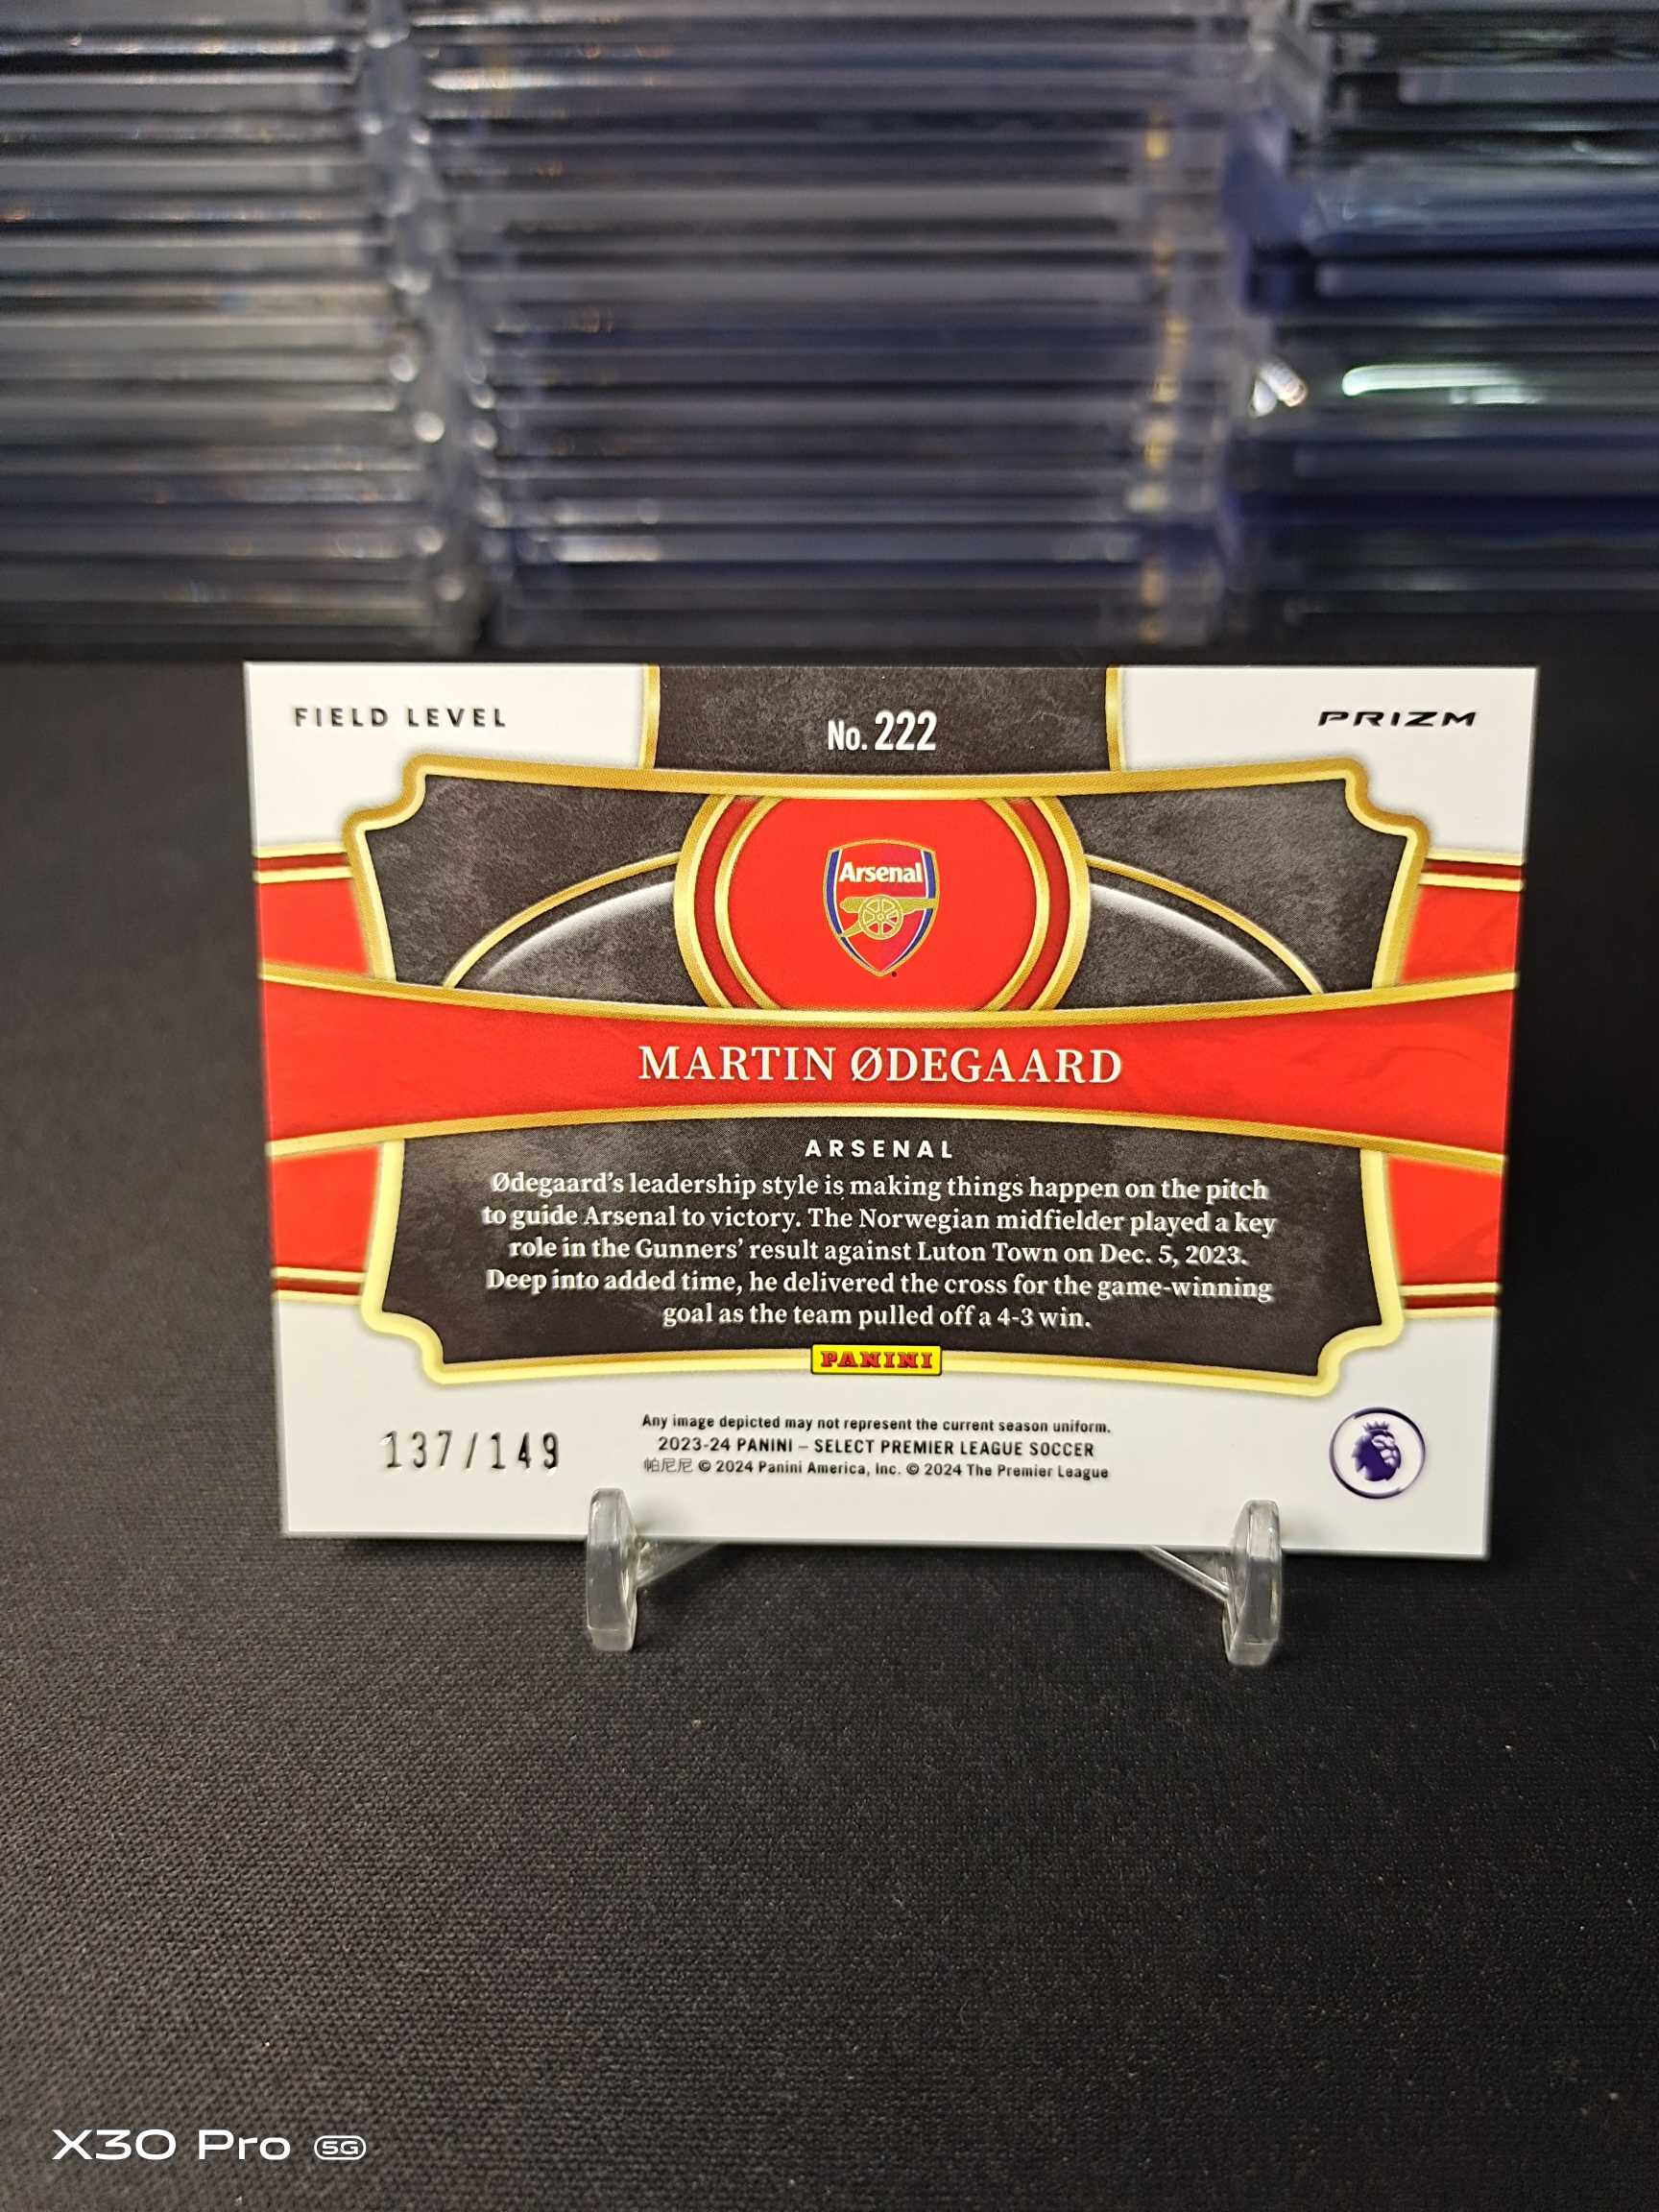 FIELD LEVEL
No. 222
PRIZM
Arsenal
MARTIN ØDEGAARD
ARSENAL
Ødegaard's leadership style is making things happen on the pitch
to guide Arsenal to victory. The Norwegian midfielder played a key
role in the Gunners' result against Luton Town on Dec. 5, 2023.
Deep into added time, he delivered the cross for the game-winning
goal as the team pulled off a 4-3 win.
PANINI
137/149
Any image depicted may not represent the current season uniform.
2023-24 PANINI – SELECT PREMIER LEAGUE SOCCER
帕尼尼 © 2024 Panini America, Inc. © 2024 The Premier League
X30 Pro 5G